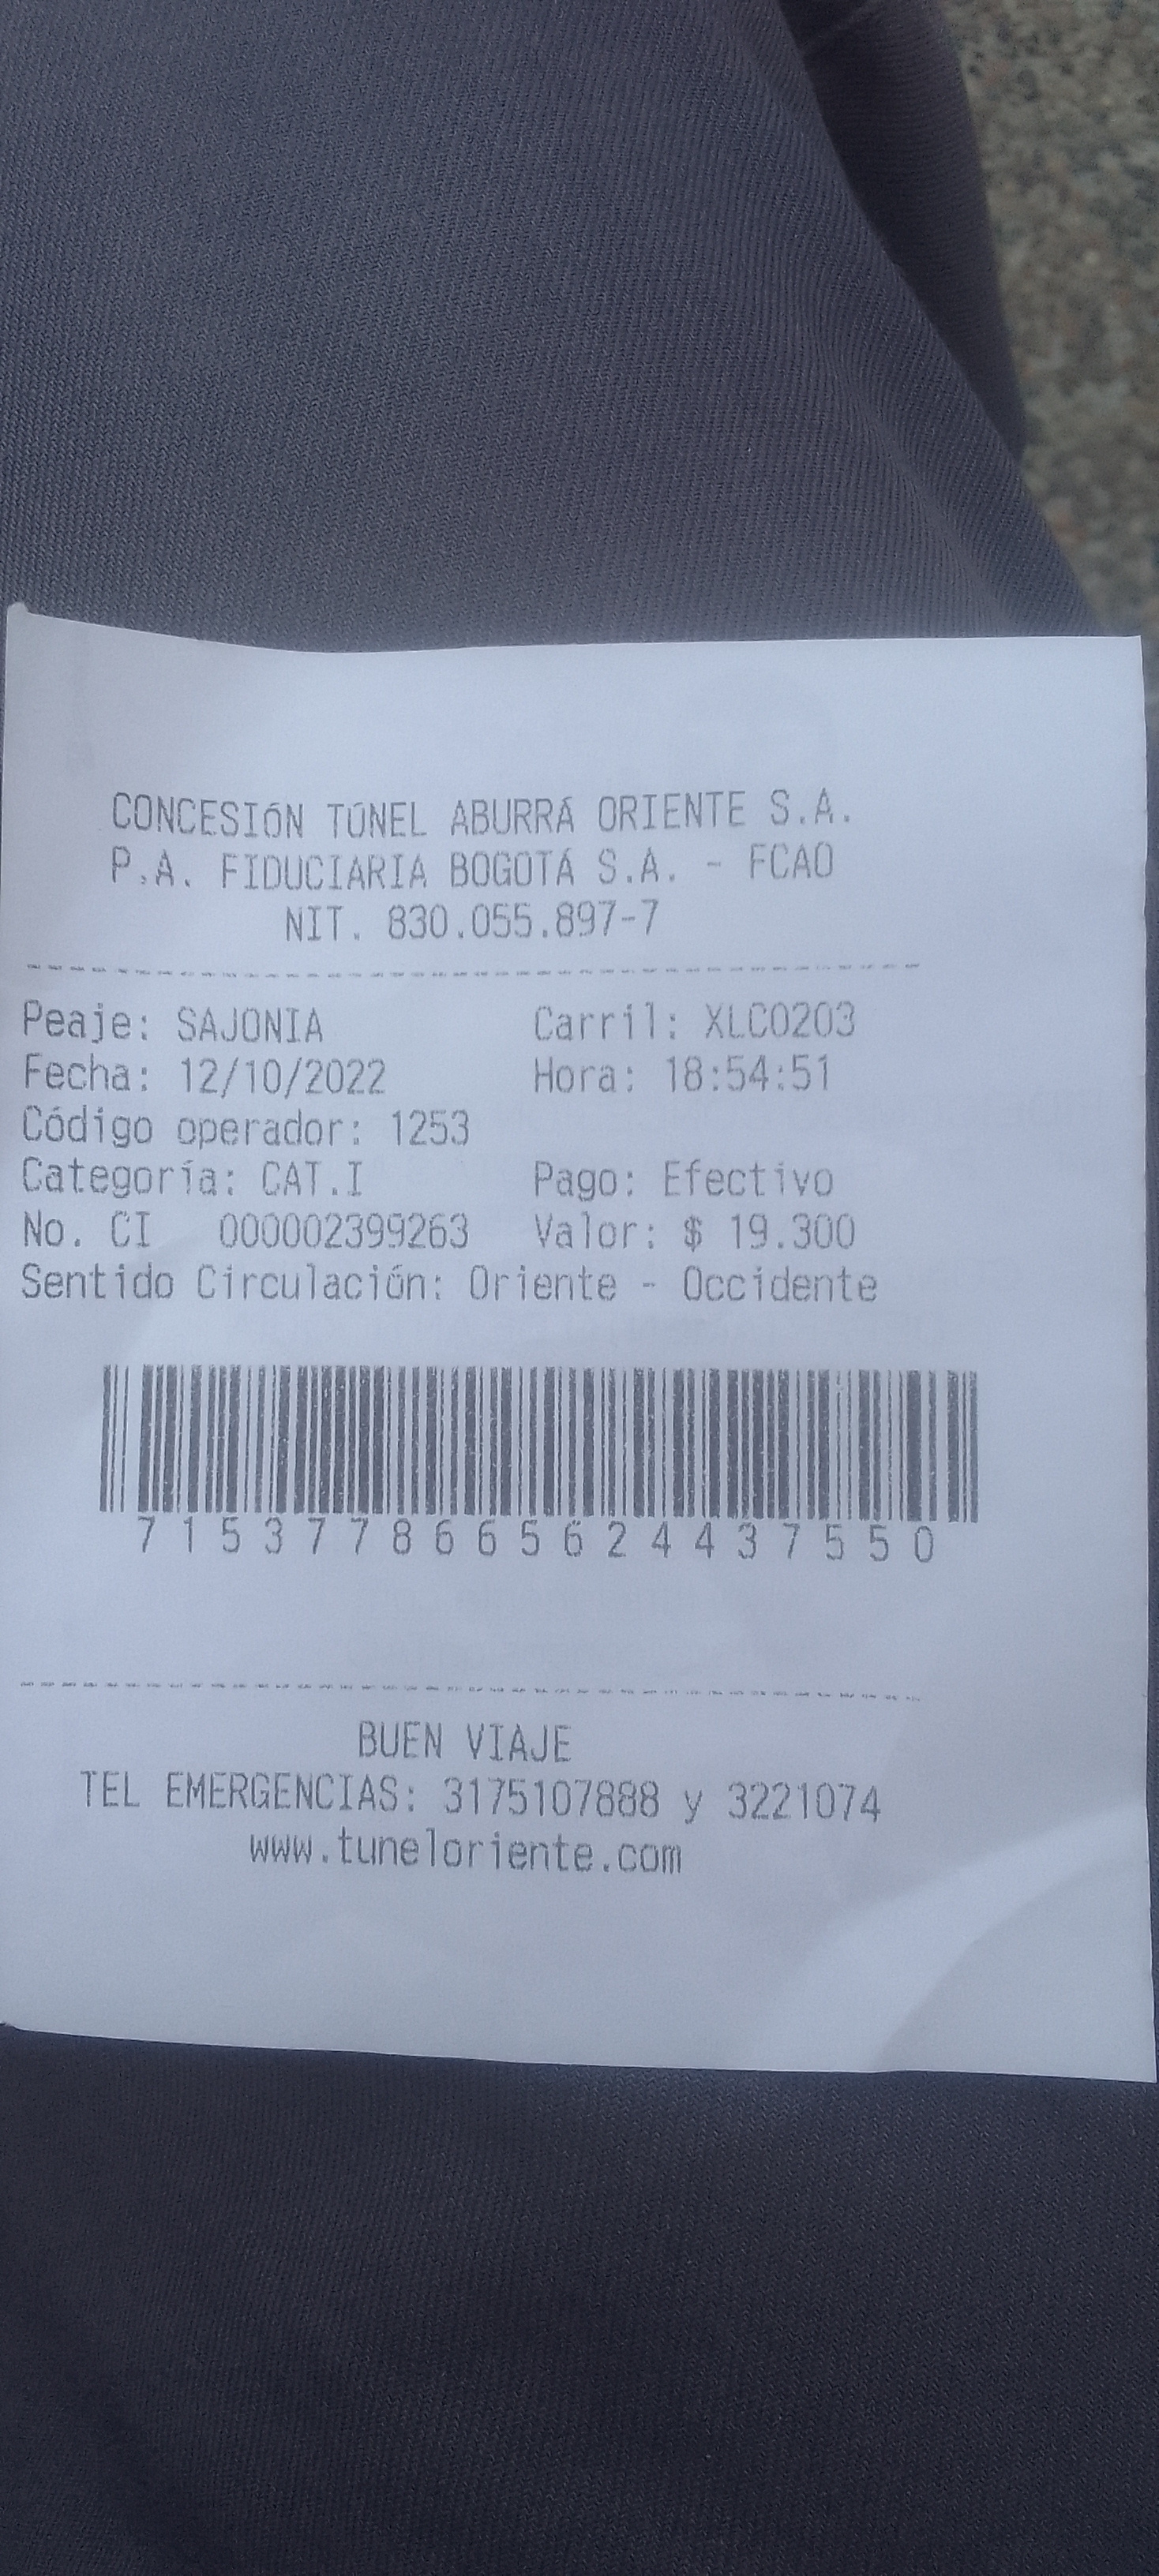 CONCESIÓN TÚNEL ABURRÁ ORIENTE S.A.
P.A. FIDUCIARIA BOGOTÁ S.A. - FCAO
NIT. 830.055.897-7
Peaje: SAJONIA Carril: XLC0203
Fecha: 12/10/2022 Hora: 18:54:51
Código operador: 1253
Categoría: CAT.I Pago: Efectivo
No. CI 000002399263 Valor: $ 19.300
Sentido Circulación: Oriente - Occidente
7153778665624437550
BUEN VIAJE
TEL EMERGENCIAS: 3175107888 y 3221074
www.tuneloriente.com